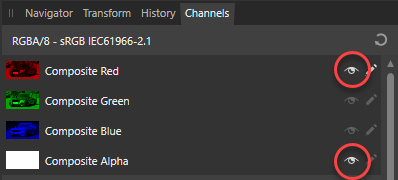 Navigator Transform History Channels
RGBA/8 - sRGB IEC61966-2.1
Composite Red
Composite Green
Composite Blue
Composite Alpha